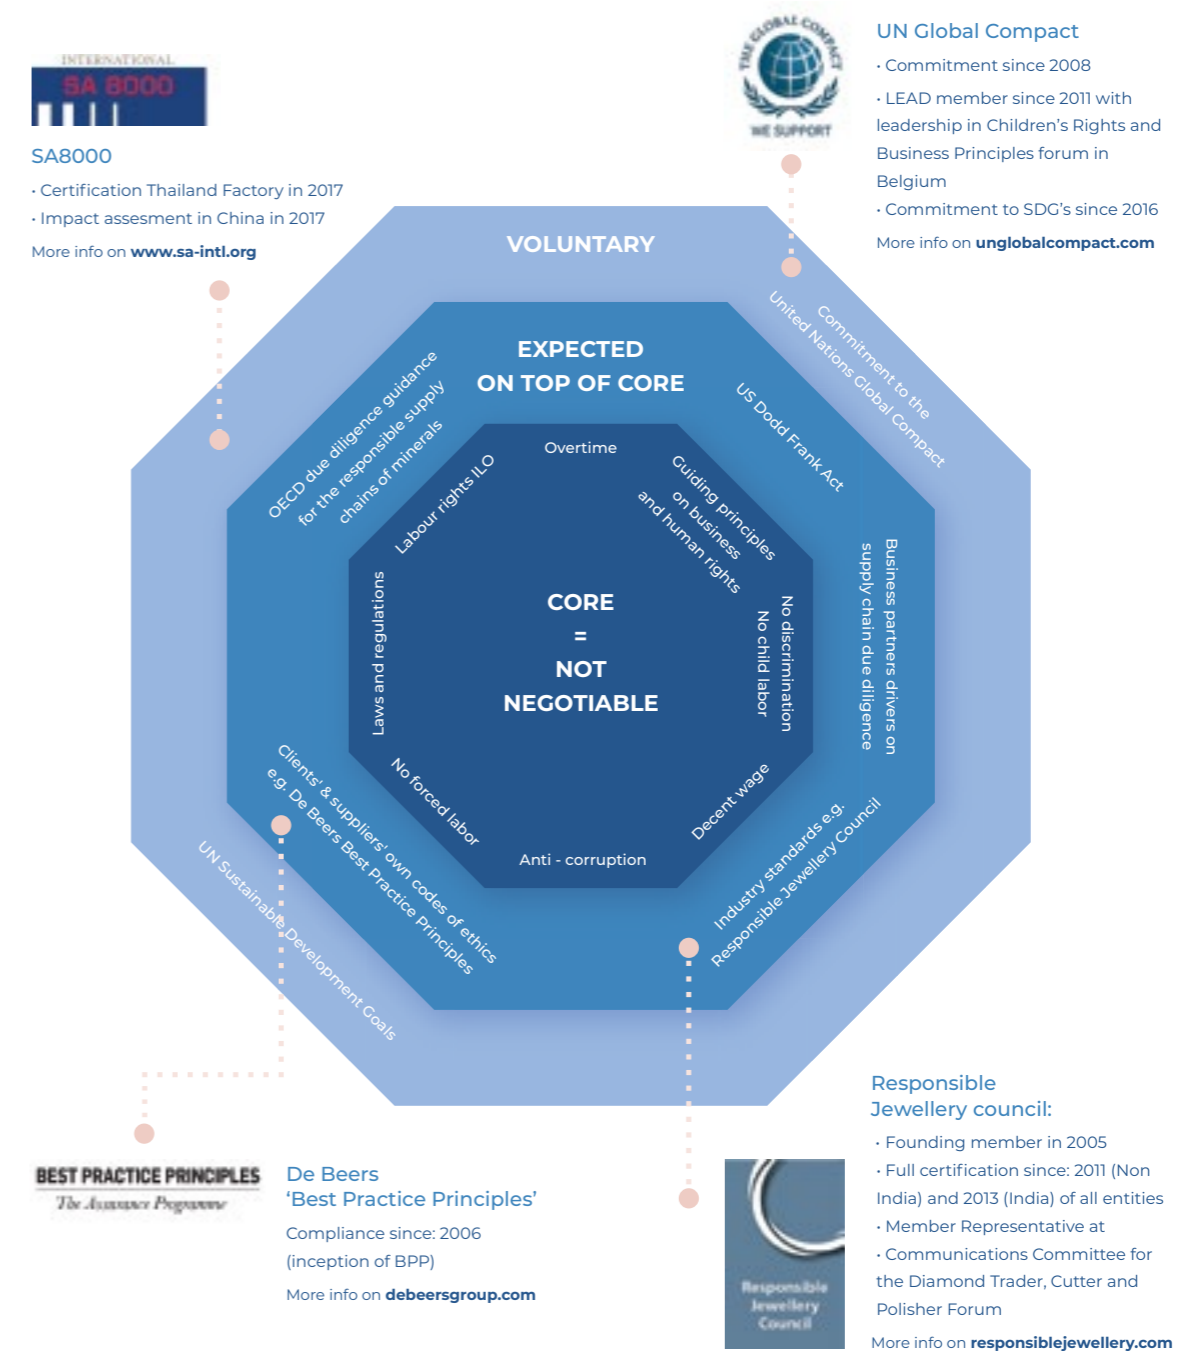 INTERNATIONAL
SA 8000
SA8000
• Certification Thailand Factory in 2017
• Impact assesment in China in 2017
More info on www.sa-intl.org
THE GLOBAL COMPACT
WE SUPPORT
UN Global Compact
• Commitment since 2008
• LEAD member since 2011 with
leadership in Children's Rights and
Business Principles forum in
Belgium
• Commitment to SDG's since 2016
More info on unglobalcompact.com
VOLUNTARY
Commitment to the
United Nations Global Compact
UN Sustainable Development Goals
EXPECTED
ON TOP OF CORE
OECD due diligence guidance
for the responsible supply
chains of minerals
US Dodd Frank Act
Business partners drivers on
supply chain due diligence
Industry standards e.g.
Responsible Jewellery Council
Clients' & suppliers' own codes of ethics
e.g. De Beers Best Practice Principles
Overtime
Labour rights ILO
Guiding principles
on business
and human rights
Laws and regulations
No discrimination
No child labor
No forced labor
Decent wage
Anti - corruption
CORE
=
NOT
NEGOTIABLE
BEST PRACTICE PRINCIPLES
The Assurance Programme
De Beers
‘Best Practice Principles’
Compliance since: 2006
(inception of BPP)
More info on debeersgroup.com
Responsible
Jewellery
Council
Responsible
Jewellery council:
• Founding member in 2005
• Full certification since: 2011 (Non
India) and 2013 (India) of all entities
• Member Representative at
• Communications Committee for
the Diamond Trader, Cutter and
Polisher Forum
More info on responsiblejewellery.com